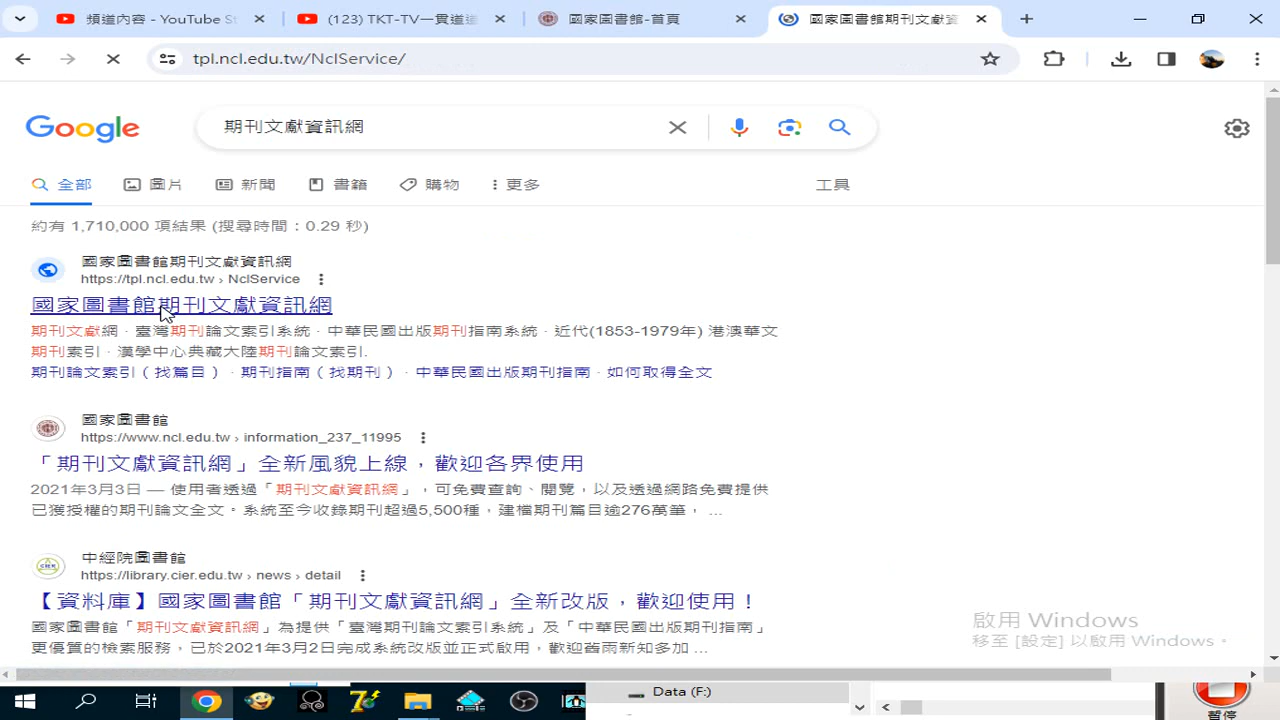 頻道內容 - YouTube St
(123) TKT-TV一貫道道
國家圖書館-首頁
國家圖書館期刊文獻資
tpl.ncl.edu.tw/NclService/
Google
期刊文獻資訊網
全部
圖片
新聞
書籍
購物
更多
工具
約有 1,710,000 項結果 (搜尋時間：0.29 秒)
國家圖書館期刊文獻資訊網
https://tpl.ncl.edu.tw › NclService
國家圖書館期刊文獻資訊網
期刊文獻網 · 臺灣期刊論文索引系統 · 中華民國出版期刊指南系統 · 近代(1853-1979年) 港澳華文
期刊索引 · 漢學中心典藏大陸期刊論文索引.
期刊論文索引（找篇目） · 期刊指南（找期刊） · 中華民國出版期刊指南 · 如何取得全文
國家圖書館
https://www.ncl.edu.tw › information_237_11995
「期刊文獻資訊網」全新風貌上線，歡迎各界使用
2021年3月3日 — 使用者透過「期刊文獻資訊網」，可免費查詢、閱覽，以及透過網路免費提供
已獲授權的期刊論文全文。系統至今收錄期刊超過5,500種，建檔期刊篇目逾276萬筆， ...
中經院圖書館
https://library.cier.edu.tw › news › detail
【資料庫】國家圖書館「期刊文獻資訊網」全新改版，歡迎使用！
國家圖書館「期刊文獻資訊網」為提供「臺灣期刊論文索引系統」及「中華民國出版期刊指南」
更優質的檢索服務，已於2021年3月2日完成系統改版並正式啟用，歡迎舊雨新知多加 ...
啟用 Windows
移至 [設定] 以啟用 Windows。
Data (F:)
暫停